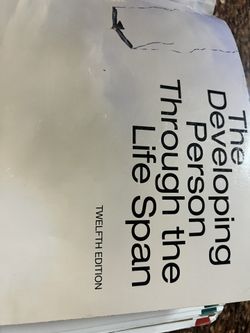 The
Developing
Person
Through the
Life Span
TWELFTH EDITION